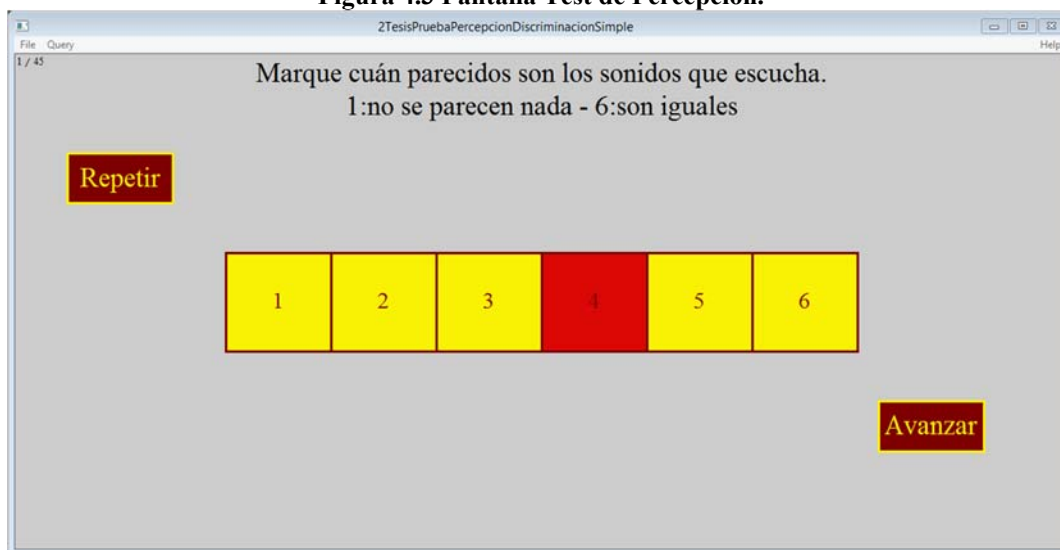 Figura 4.3 Pantalla Test de Percepción.
2TesisPruebaPercepcionDiscriminacionSimple
File Query Help
1 / 45
Marque cuán parecidos son los sonidos que escucha.
1:no se parecen nada - 6:son iguales
Repetir
1 2 3 4 5 6
Avanzar